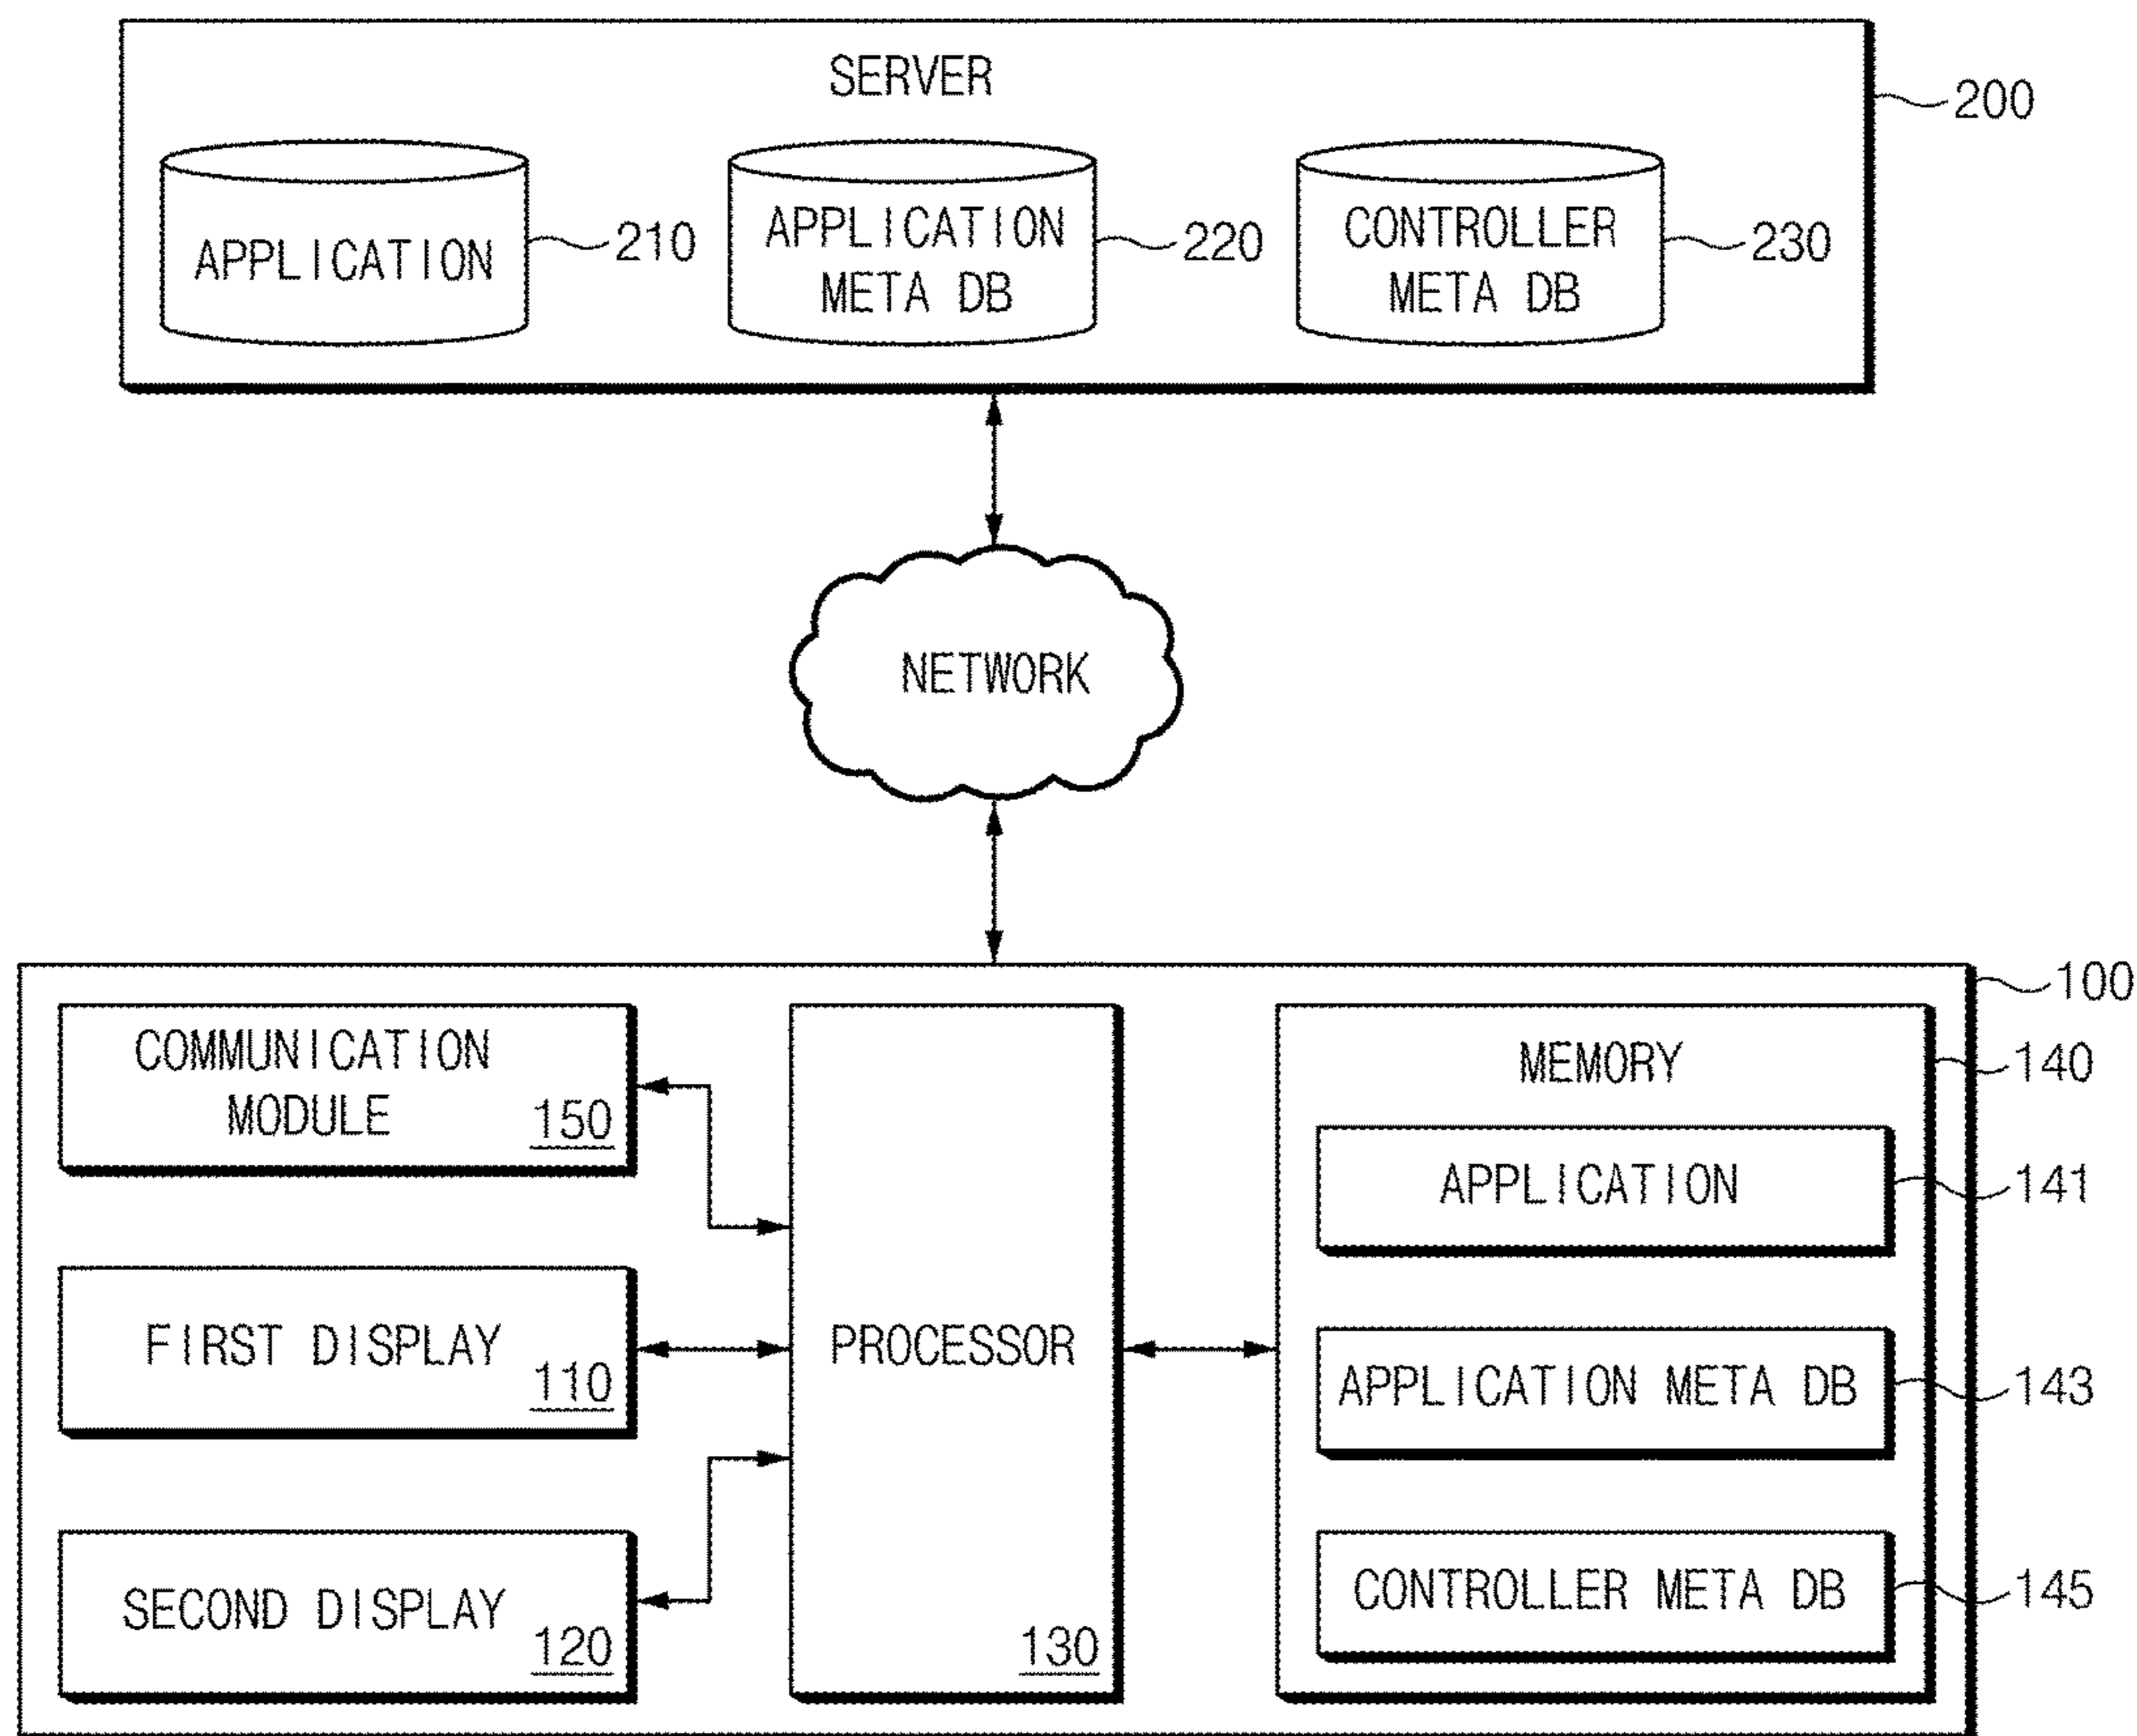 SERVER
200
APPLICATION
210
APPLICATION
META DB
220
CONTROLLER
META DB
230
NETWORK
100
COMMUNICATION
MODULE
150
FIRST DISPLAY
110
SECOND DISPLAY
120
PROCESSOR
130
MEMORY
140
APPLICATION
141
APPLICATION META DB
143
CONTROLLER META DB
145